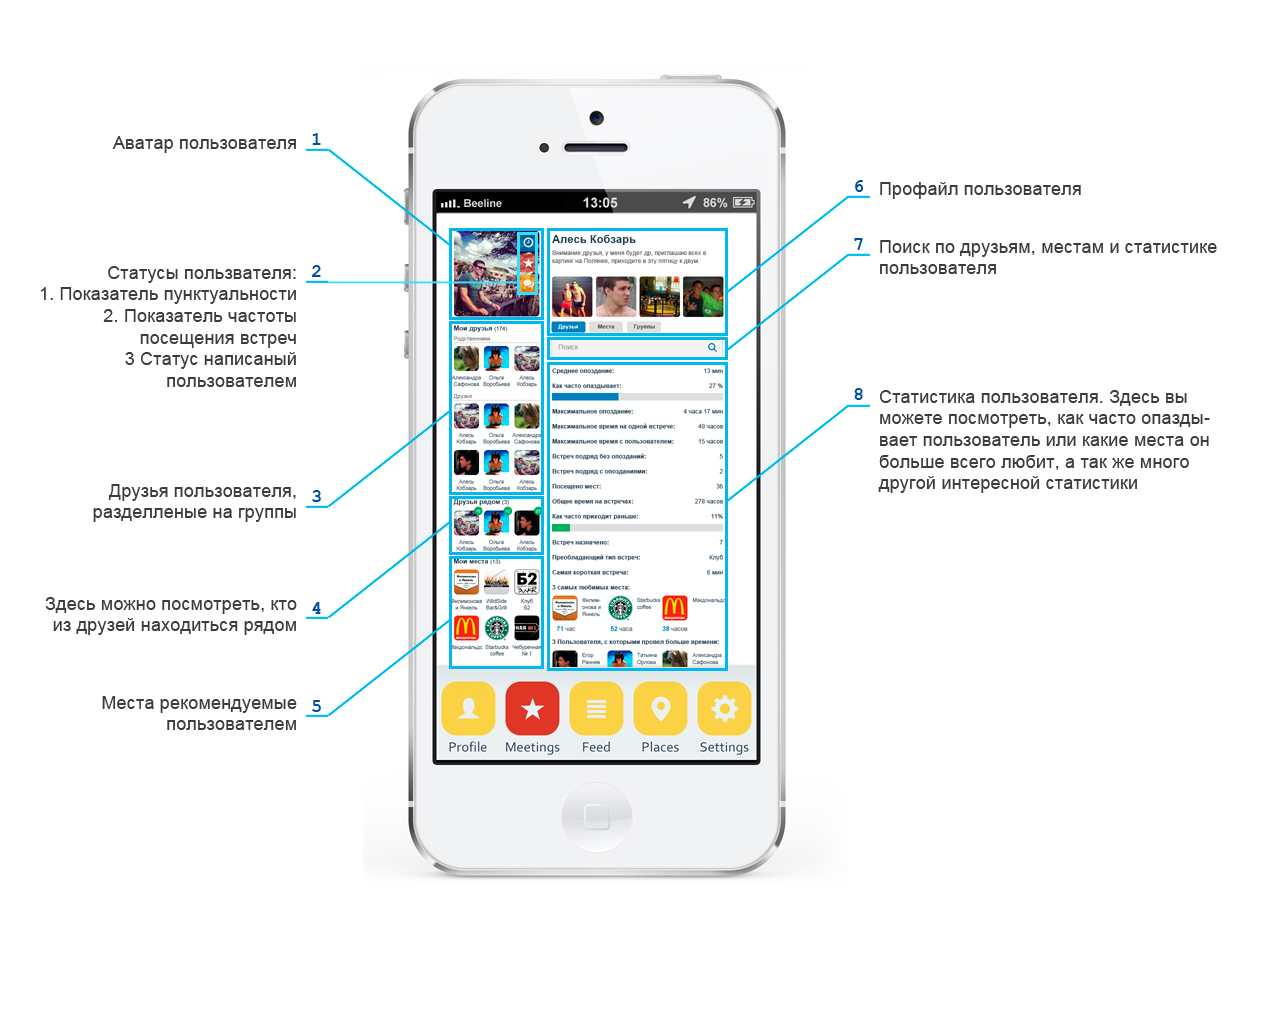 Аватар пользователя
1
Статусы пользвателя:
1. Показатель пунктуальности
2. Показатель частоты
посещения встреч
3 Статус написаный
пользователем
2
Друзья пользователя,
разделленые на группы
3
Здесь можно посмотреть, кто
из друзей находиться рядом
4
Места рекомендуемые
пользователем
5
Beeline
13:05
86%
Мои друзья (174)
Родственники
Александра Сафонова
Ольга Воробьева
Алесь Кобзарь
Друзья
Алесь Кобзарь
Ольга Воробьева
Александра Сафонова
Алесь Кобзарь
Ольга Воробьева
Алесь Кобзарь
Друзья рядом (3)
Алесь Кобзарь
Ольга Воробьева
Алесь Кобзарь
Мои места (13)
Б2
Филимонова и Янкель
WildSide Bar&Grill
Клуб Б2
Макдональдс
Starbucks coffee
Чебуречная № 1
Алесь Кобзарь
Внимание друзья, у меня будет др, приглашаю всех в
картинг на Полянке, приходите в эту пятницу к двум.
Друзья
Места
Группы
Поиск
Среднее опоздание: 13 мин
Как часто опаздывает: 27 %
Максимальное опоздание: 4 часа 17 мин
Максимальное время на одной встрече: 49 часов
Максимальное время с пользователем: 15 часов
Встреч подряд без опозданий: 5
Встреч подряд с опозданиями: 2
Посещено мест: 36
Общее время на встречах: 278 часов
Как часто приходит раньше: 11%
Встреч назначено: 7
Преобладающий тип встреч: Клуб
Самая короткая встреча: 6 мин
3 самых любимых места:
Филим-
онова и
Янкель
Starbucks
coffee
Макдональдс
71 час
52 часа
38 часов
3 Пользователя, с которыми провел больше времени:
Егор Раннев
Татьяна Орлова
Александра Сафонова
Profile
Meetings
Feed
Places
Settings
6
Профайл пользователя
7
Поиск по друзьям, местам и статистике
пользователя
8
Статистика пользователя. Здесь вы
можете посмотреть, как часто опазды-
вает пользователь или какие места он
больше всего любит, а так же много
другой интересной статистики